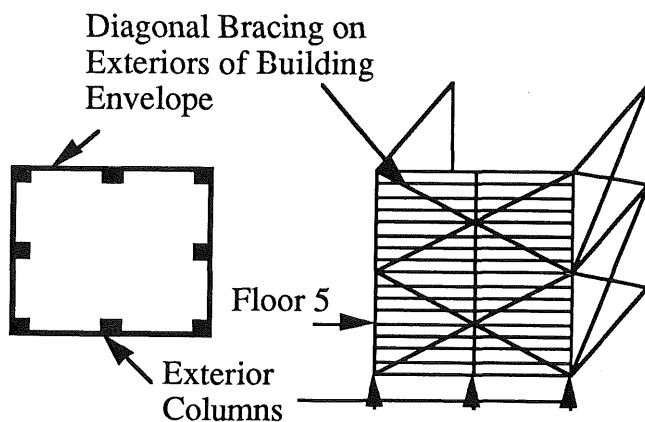 Diagonal Bracing on
Exteriors of Building
Envelope
Floor 5
Exterior
Columns